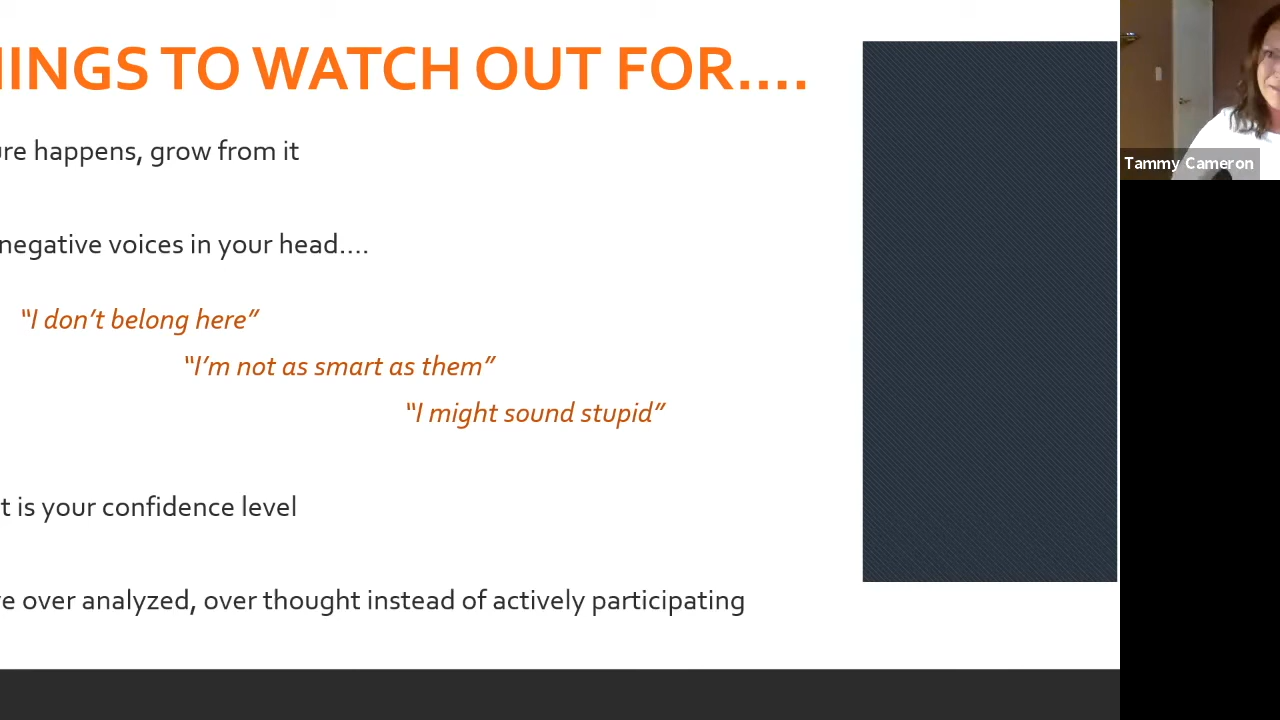 INGS TO WATCH OUT FOR....
re happens, grow from it
negative voices in your head....
“I don’t belong here”
“I’m not as smart as them”
“I might sound stupid”
t is your confidence level
e over analyzed, over thought instead of actively participating
Tammy Cameron